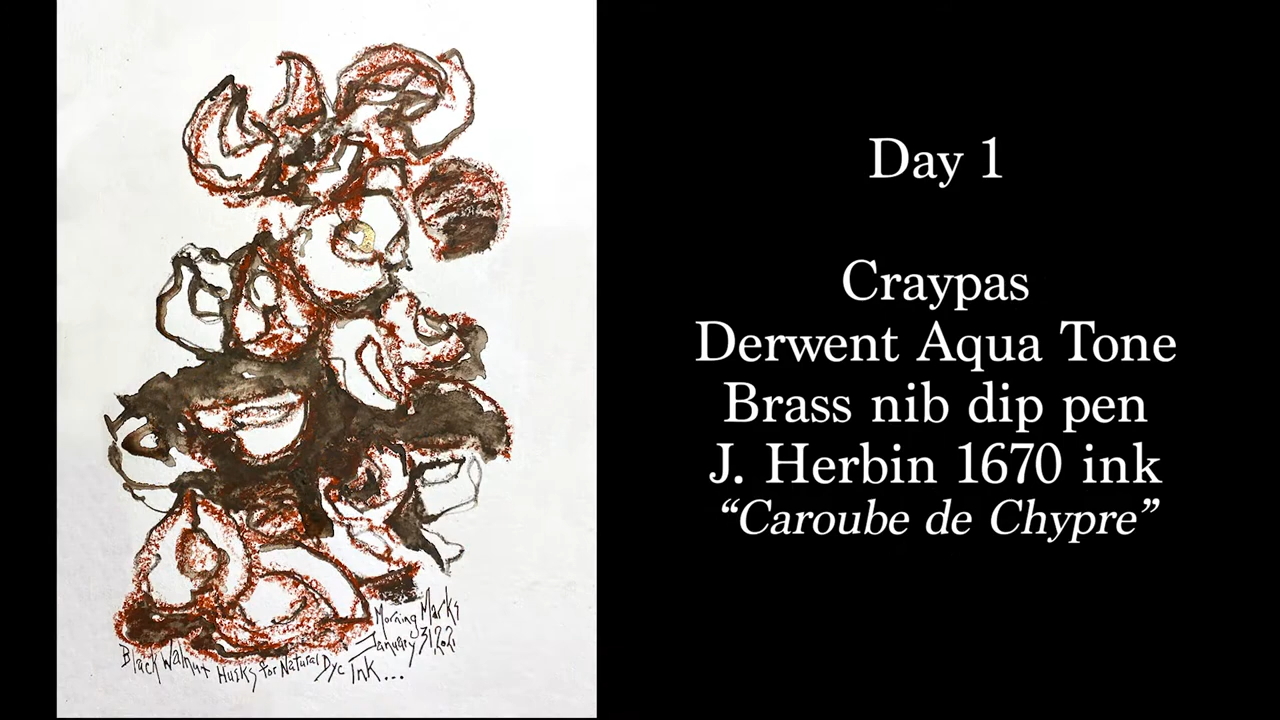 Morning Marks
January 31, 2021
Black Walnut Husks for Natural Dye Ink...
Day 1
Craypas
Derwent Aqua Tone
Brass nib dip pen
J. Herbin 1670 ink
“Caroube de Chypre”